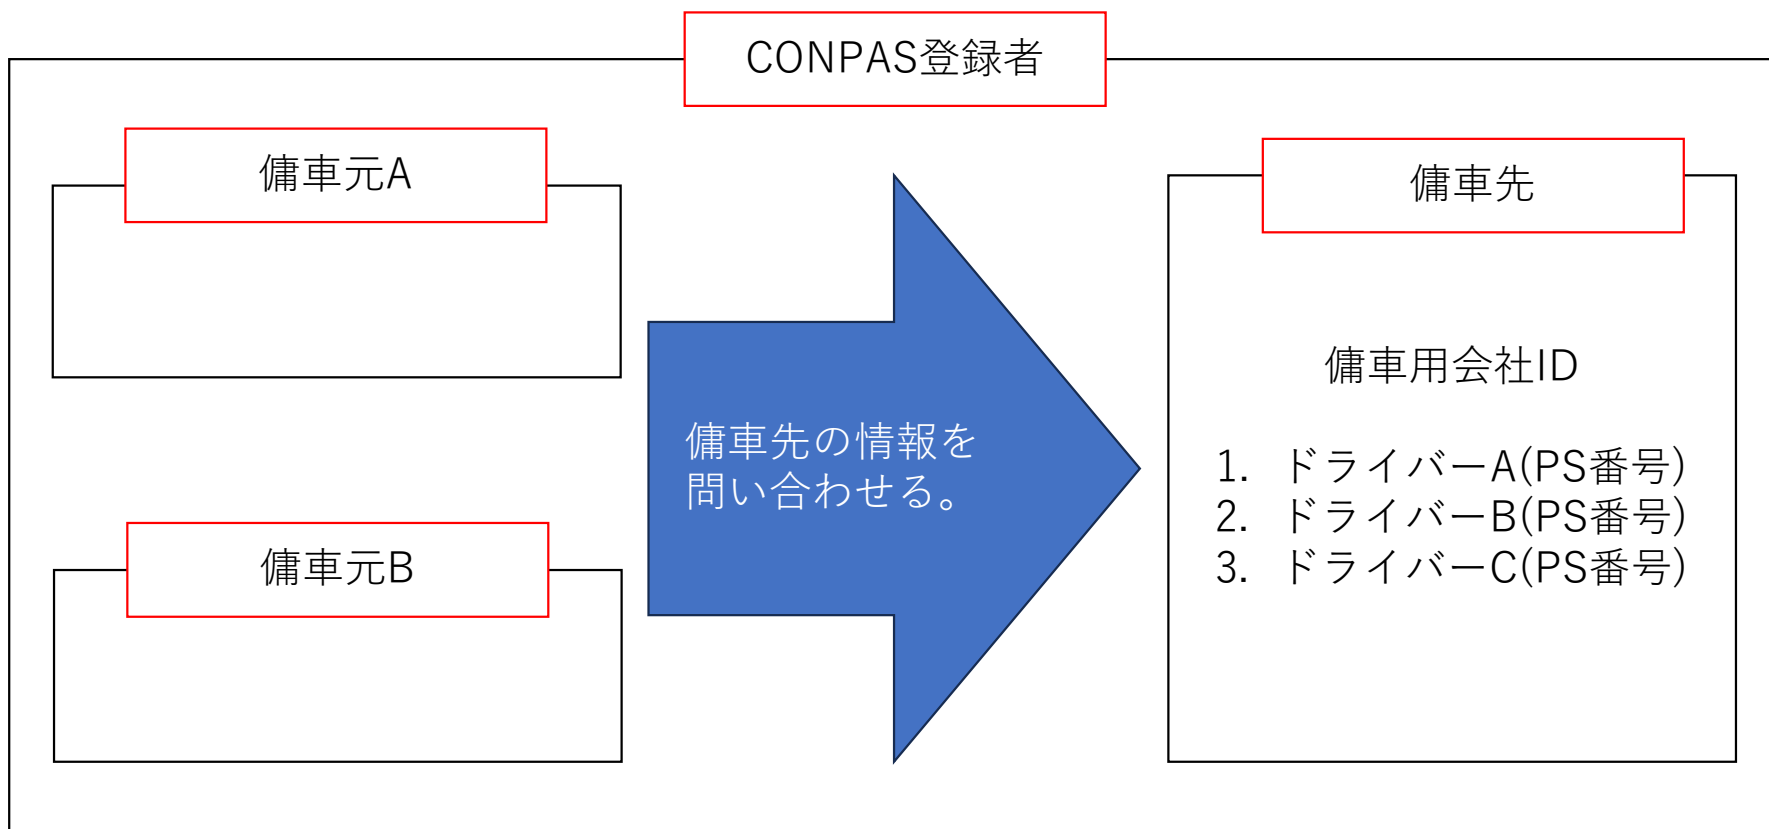 CONPAS登録者
傭車元A
傭車元B
傭車先の情報を
問い合わせる。
傭車先
傭車用会社ID
1. ドライバーA(PS番号)
2. ドライバーB(PS番号)
3. ドライバーC(PS番号)